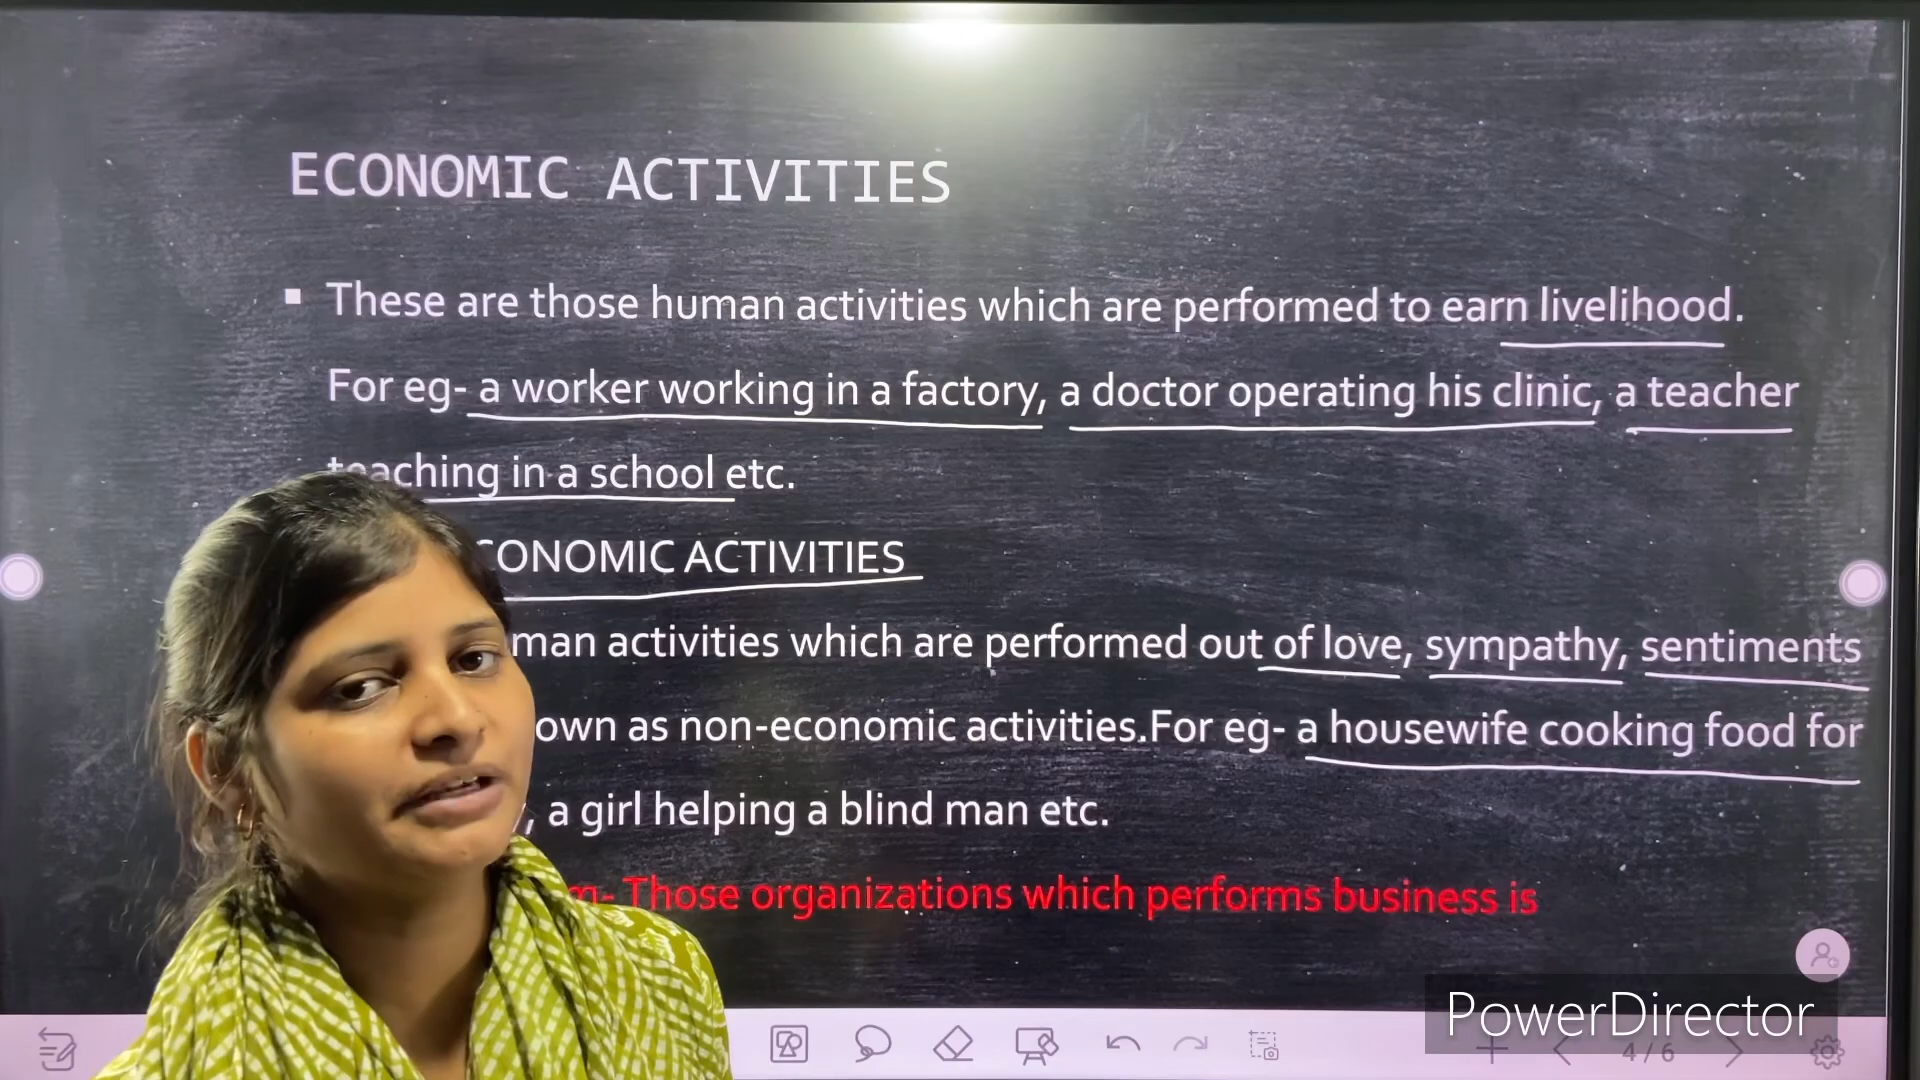 ECONOMIC ACTIVITIES
▪ These are those human activities which are performed to earn livelihood.
For eg- a worker working in a factory, a doctor operating his clinic, a teacher
teaching in a school etc.
CONOMIC ACTIVITIES
man activities which are performed out of love, sympathy, sentiments
own as non-economic activities.For eg- a housewife cooking food for
, a girl helping a blind man etc.
m- Those organizations which performs business is
PowerDirector
4/6